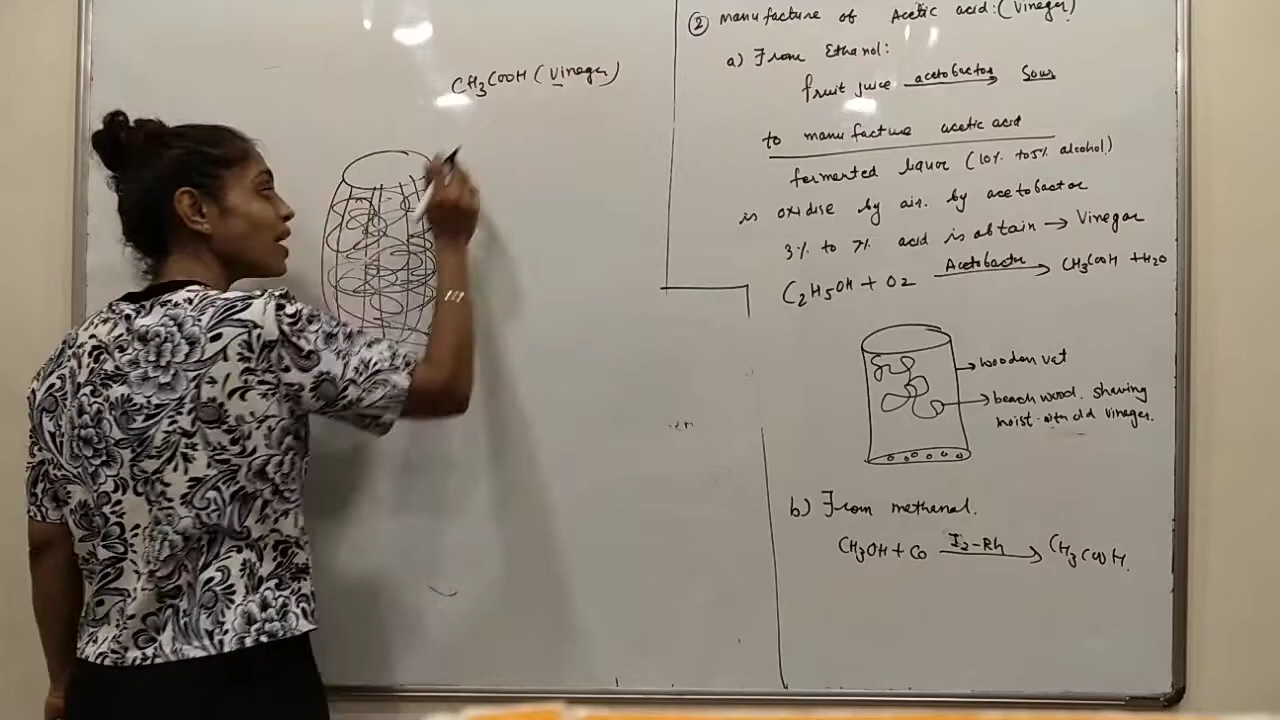 CH3COOH (Vinegar)
② manufacture of Acetic acid: (Vinegar)
a) From Ethanol:
fruit juice acetobactor Sour
to manufacture acetic acid
fermented liquor (10% to 5% alcohol)
is oxidise by air. by acetobactor
3% to 7% acid is obtain → Vinegar
C2H5OH + O2 Acetobactor → CH3COOH + H2O
→ wooden vat
→ beach wood. shaving
moist with old vinegar.
b) From methanol.
CH3OH + CO I2-Rh → CH3COOH.